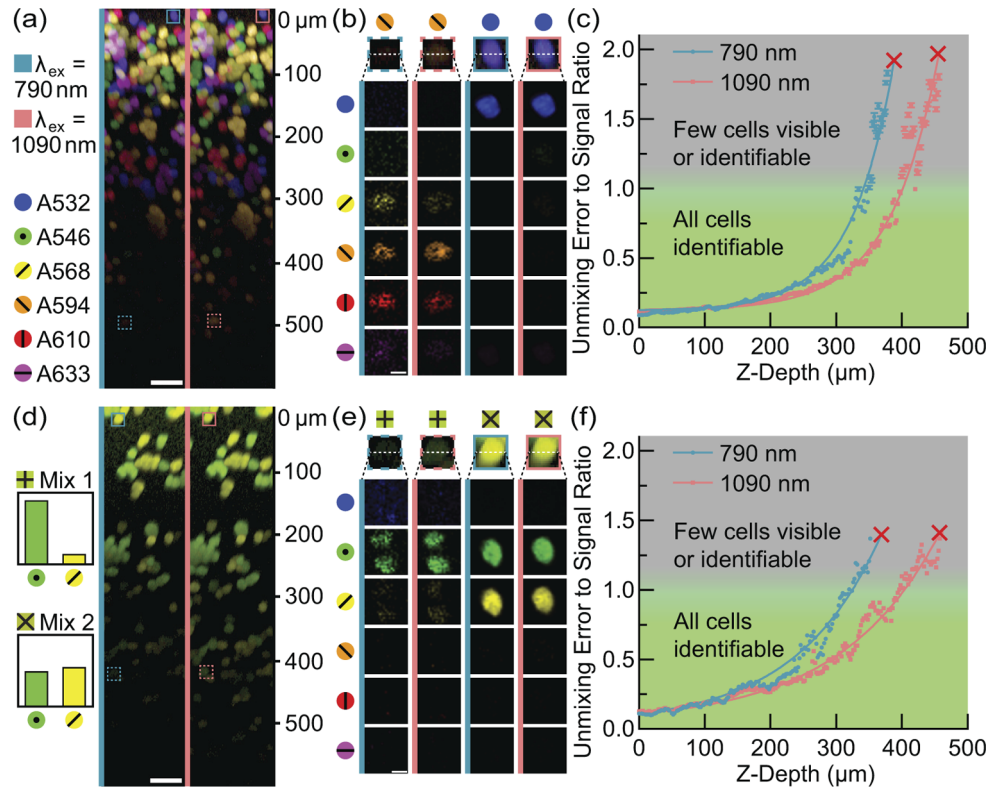 (a)
λex =
790 nm
λex =
1090 nm
A532
A546
A568
A594
A610
A633
0 µm
100
200
300
400
500
(b)
(c)
Unmixing Error to Signal Ratio
2.0
1.5
1.0
0.5
0.0
790 nm
1090 nm
Few cells visible
or identifiable
All cells
identifiable
0 100 200 300 400 500
Z-Depth (µm)
(d)
Mix 1
Mix 2
0 µm
100
200
300
400
500
(e)
(f)
Unmixing Error to Signal Ratio
2.0
1.5
1.0
0.5
0.0
790 nm
1090 nm
Few cells visible
or identifiable
All cells
identifiable
0 100 200 300 400 500
Z-Depth (µm)